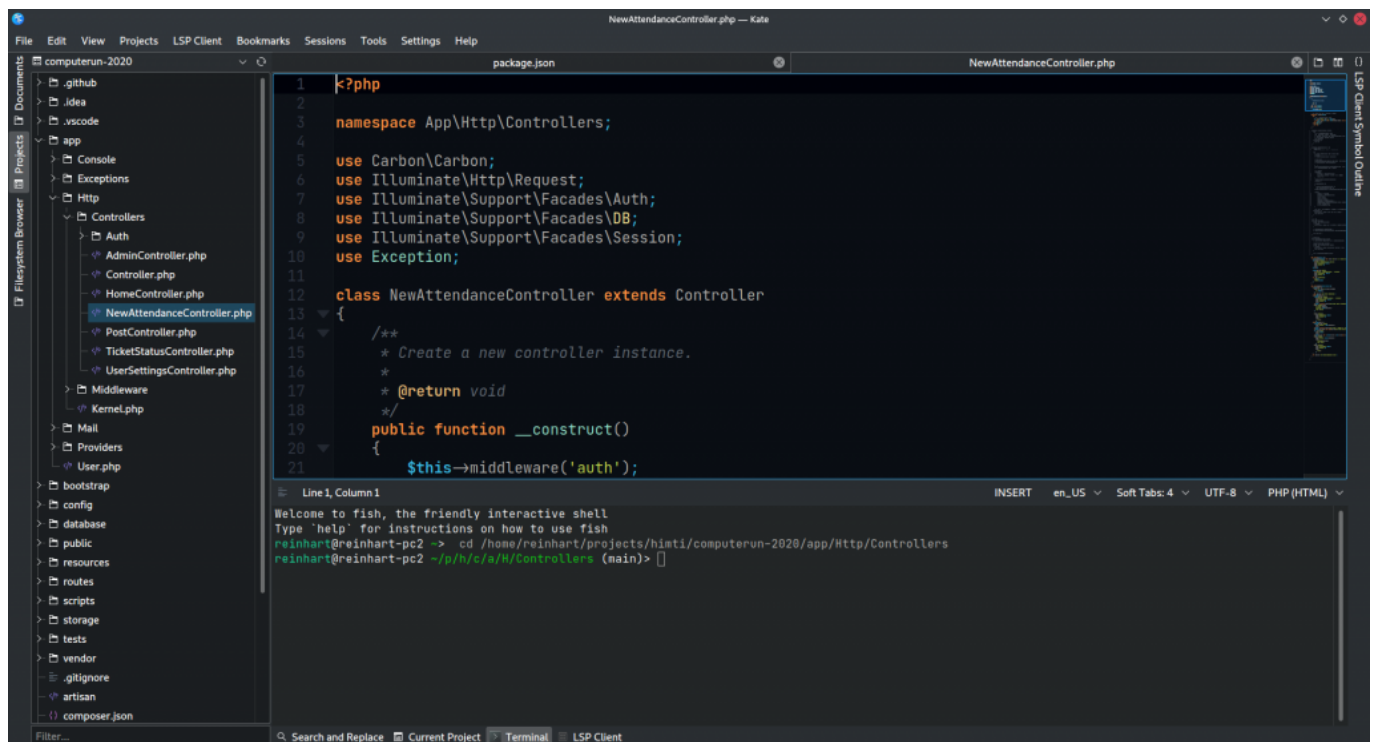 NewAttendanceController.php — Kate
File Edit View Projects LSP Client Bookmarks Sessions Tools Settings Help
Documents
Projects
Filesystem Browser
computerun-2020
.github
.idea
.vscode
app
Console
Exceptions
Http
Controllers
Auth
AdminController.php
Controller.php
HomeController.php
NewAttendanceController.php
PostController.php
TicketStatusController.php
UserSettingsController.php
Middleware
Kernel.php
Mail
Providers
User.php
bootstrap
config
database
public
resources
routes
scripts
storage
tests
vendor
.gitignore
artisan
composer.json
Filter...
package.json NewAttendanceController.php
1 <?php
2
3 namespace App\Http\Controllers;
4
5 use Carbon\Carbon;
6 use Illuminate\Http\Request;
7 use Illuminate\Support\Facades\Auth;
8 use Illuminate\Support\Facades\DB;
9 use Illuminate\Support\Facades\Session;
10 use Exception;
11
12 class NewAttendanceController extends Controller
13 {
14 /**
15 * Create a new controller instance.
16 *
17 * @return void
18 */
19 public function __construct()
20 {
21 $this→middleware('auth');
LSP Client Symbol Outline
Line 1, Column 1 INSERT en_US Soft Tabs: 4 UTF-8 PHP (HTML)
Welcome to fish, the friendly interactive shell
Type `help` for instructions on how to use fish
reinhart@reinhart-pc2 ~> cd /home/reinhart/projects/himti/computerun-2020/app/Http/Controllers
reinhart@reinhart-pc2 ~/p/h/c/a/H/Controllers (main)>
Search and Replace Current Project Terminal LSP Client